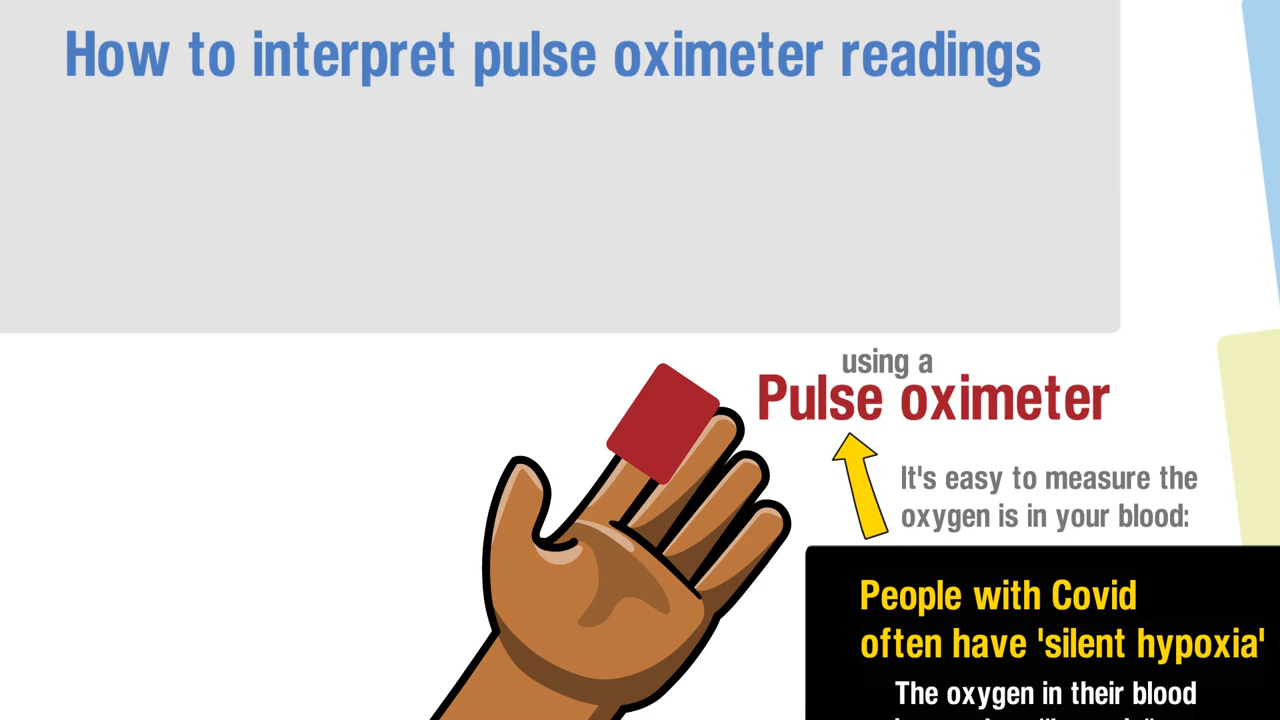 How to interpret pulse oximeter readings
using a
Pulse oximeter
It's easy to measure the
oxygen is in your blood:
People with Covid
often have 'silent hypoxia'
The oxygen in their blood